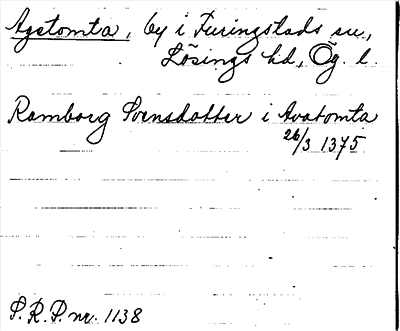 Agetomta, by i Furingstads sn,
Lösings hd, Ög. l.
Ramborg Svensdotter i Avatomta
26/3 1375
S.R.P. nr. 1138